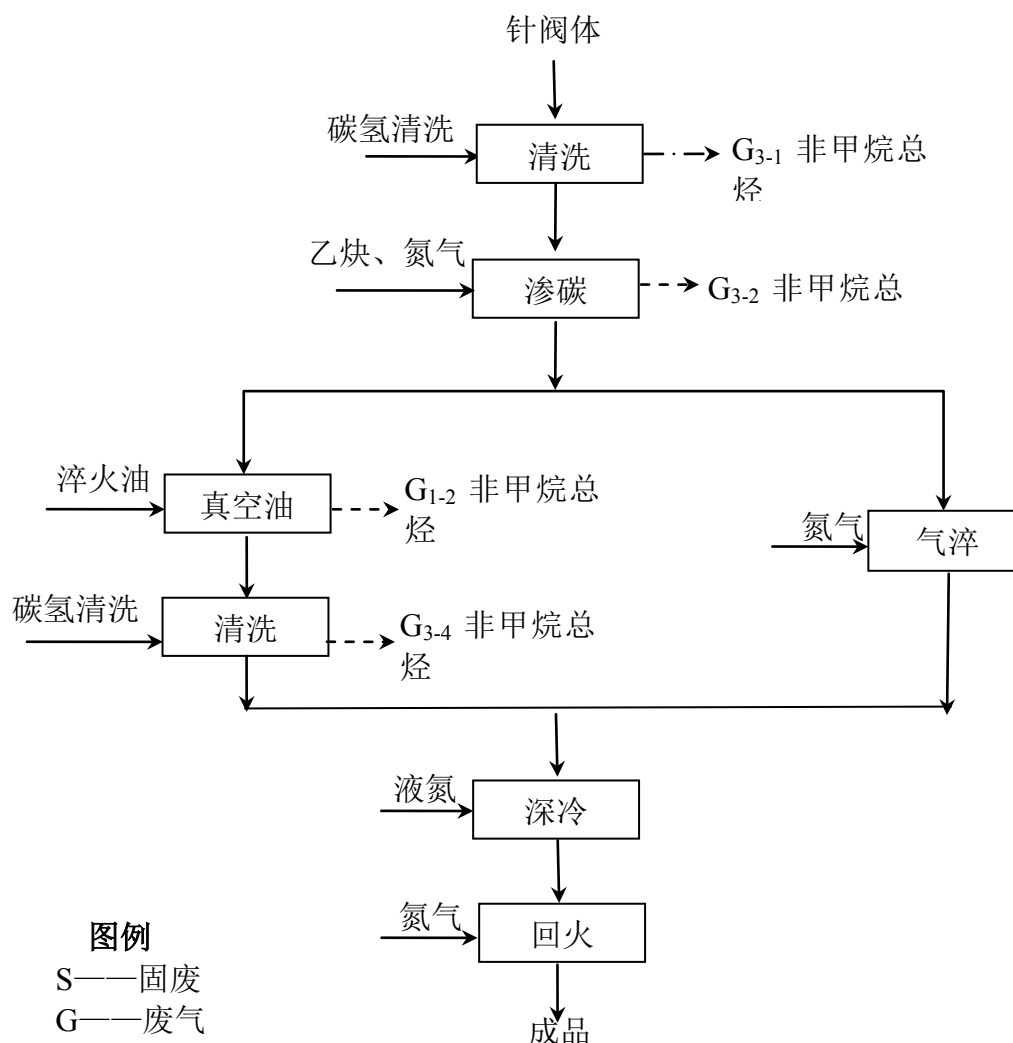 针阀体
碳氢清洗
清洗
G3-1 非甲烷总
烃
乙炔、氮气
渗碳
G3-2 非甲烷总
淬火油
真空油
G1-2 非甲烷总
烃
氮气
气淬
碳氢清洗
清洗
G3-4 非甲烷总
烃
液氮
深冷
氮气
回火
图例
S——固废
G——废气
成品